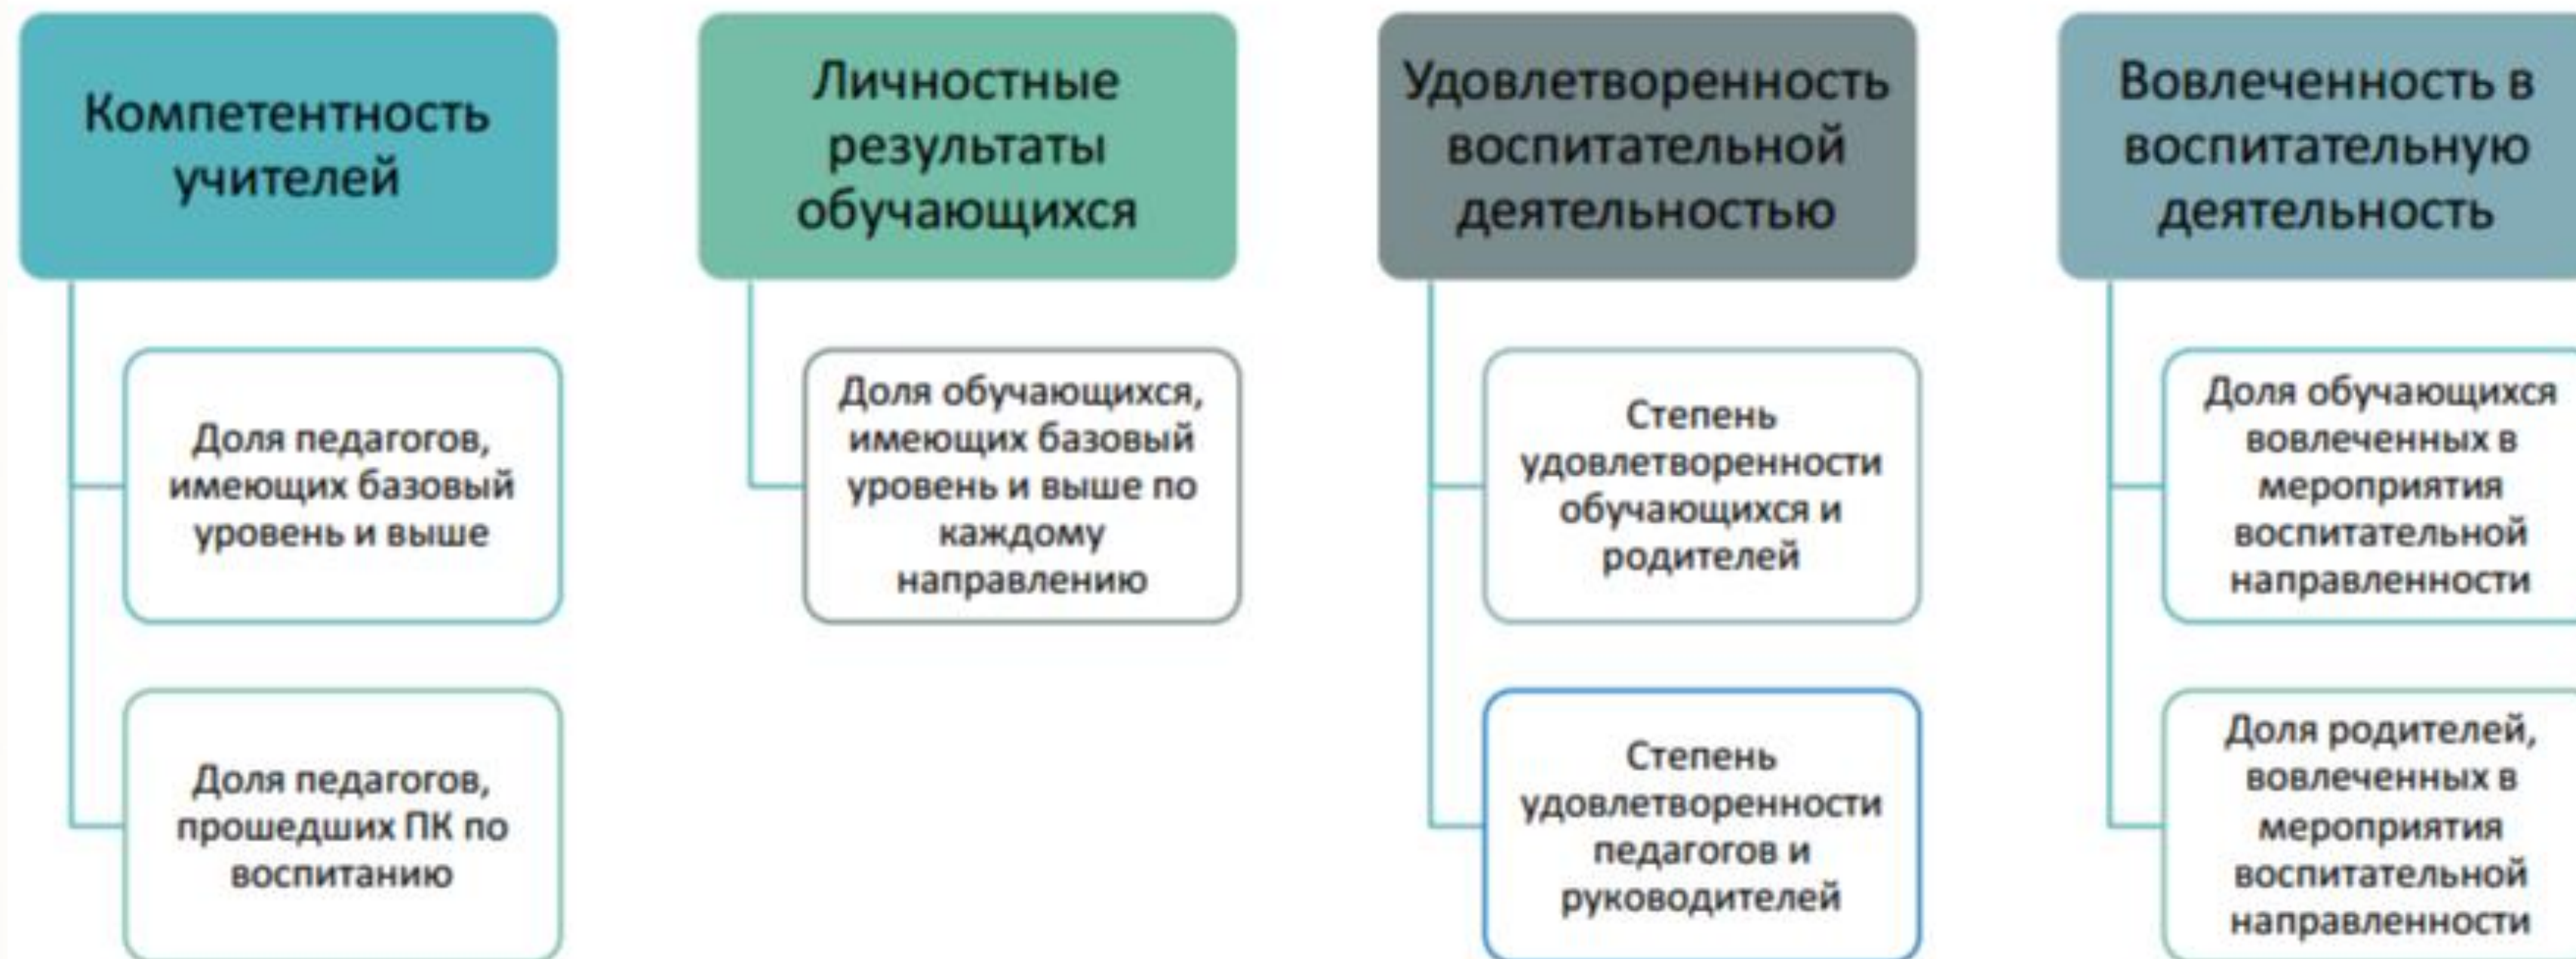 Компетентность
учителей
Доля педагогов,
имеющих базовый
уровень и выше
Доля педагогов,
прошедших ПК по
воспитанию
Личностные
результаты
обучающихся
Доля обучающихся,
имеющих базовый
уровень и выше по
каждому
направлению
Удовлетворенность
воспитательной
деятельностью
Степень
удовлетворенности
обучающихся и
родителей
Степень
удовлетворенности
педагогов и
руководителей
Вовлеченность в
воспитательную
деятельность
Доля обучающихся
вовлеченных в
мероприятия
воспитательной
направленности
Доля родителей,
вовлеченных в
мероприятия
воспитательной
направленности